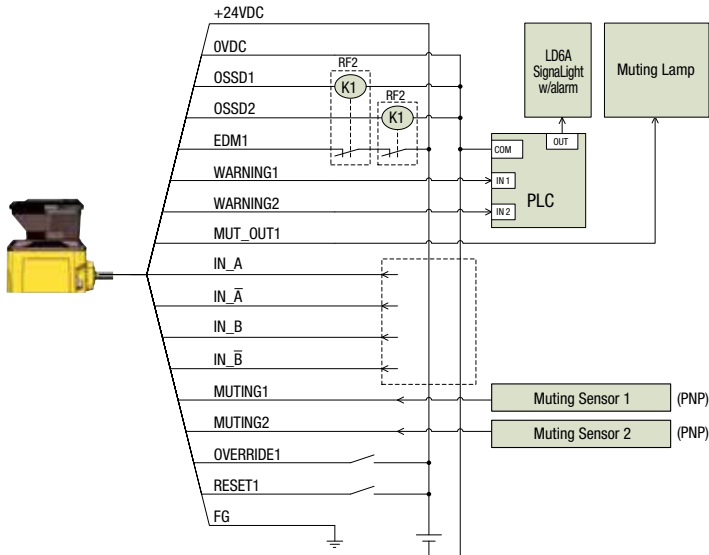 +24VDC
0VDC
OSSD1
OSSD2
EDM1
WARNING1
WARNING2
MUT_OUT1
IN_A
IN_A̅
IN_B
IN_B̅
MUTING1
MUTING2
OVERRIDE1
RESET1
FG
RF2
K1
RF2
K1
LD6A
SignaLight
w/alarm
Muting Lamp
COM
OUT
IN 1
IN 2
PLC
Muting Sensor 1 (PNP)
Muting Sensor 2 (PNP)